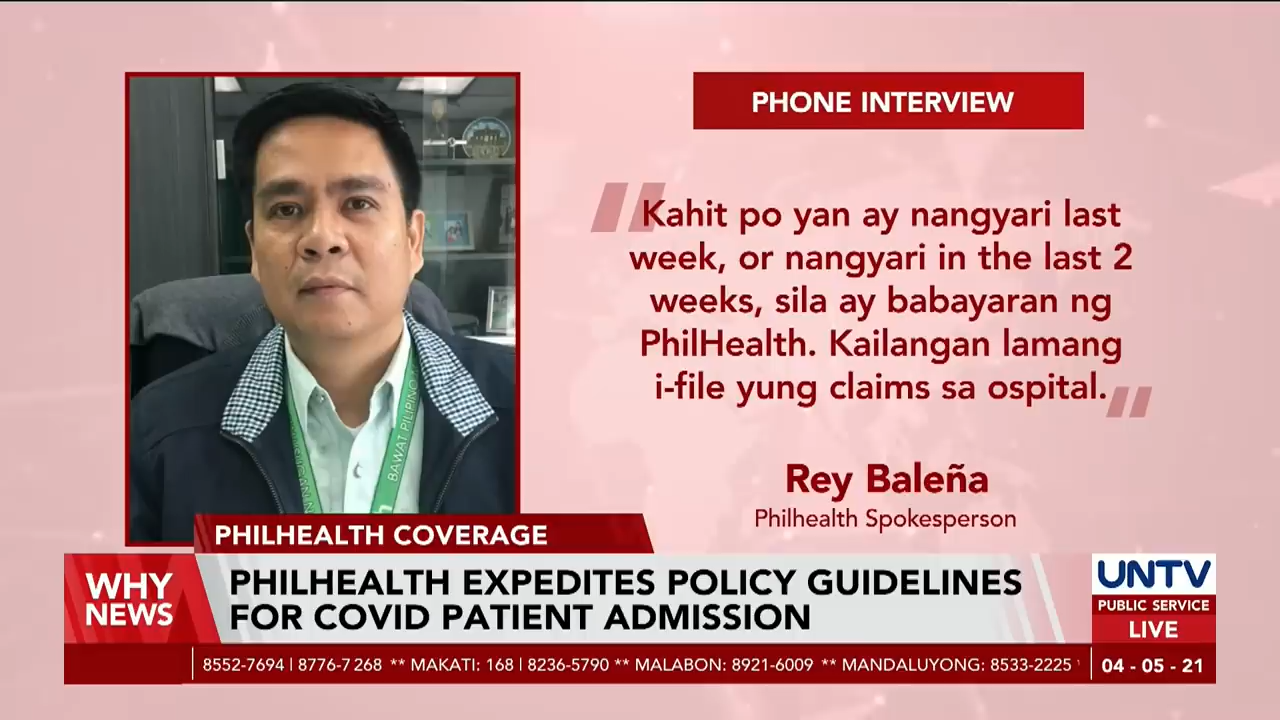 PHONE INTERVIEW
"Kahit po yan ay nangyari last
week, or nangyari in the last 2
weeks, sila ay babayaran ng
PhilHealth. Kailangan lamang
i-file yung claims sa ospital."
Rey Baleña
Philhealth Spokesperson
BAWAT PILIPINO
PHILHEALTH COVERAGE
WHY
NEWS
PHILHEALTH EXPEDITES POLICY GUIDELINES
FOR COVID PATIENT ADMISSION
UNTV
PUBLIC SERVICE
LIVE
8552-7694 | 8776-7268 ** MAKATI: 168 | 8236-5790 ** MALABON: 8921-6009 ** MANDALUYONG: 8533-2225
04 - 05 - 21